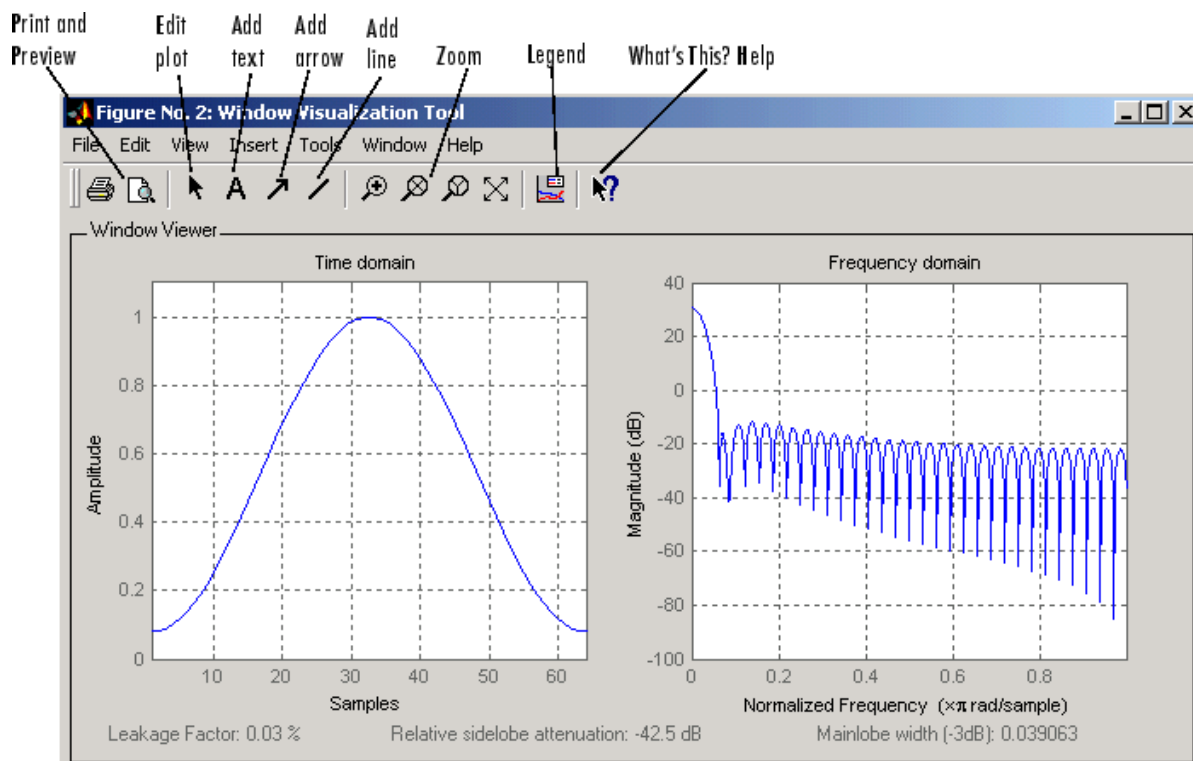 Print and Preview
Edit plot
Add text
Add arrow
Add line
Zoom
Legend
What's This? Help
Figure No. 2: Window Visualization Tool
File Edit View Insert Tools Window Help
A
?
Window Viewer
Time domain
Amplitude
1
0.8
0.6
0.4
0.2
0
10 20 30 40 50 60
Samples
Frequency domain
Magnitude (dB)
40
20
0
-20
-40
-60
-80
-100
0 0.2 0.4 0.6 0.8
Normalized Frequency (×π rad/sample)
Leakage Factor: 0.03 %
Relative sidelobe attenuation: -42.5 dB
Mainlobe width (-3dB): 0.039063